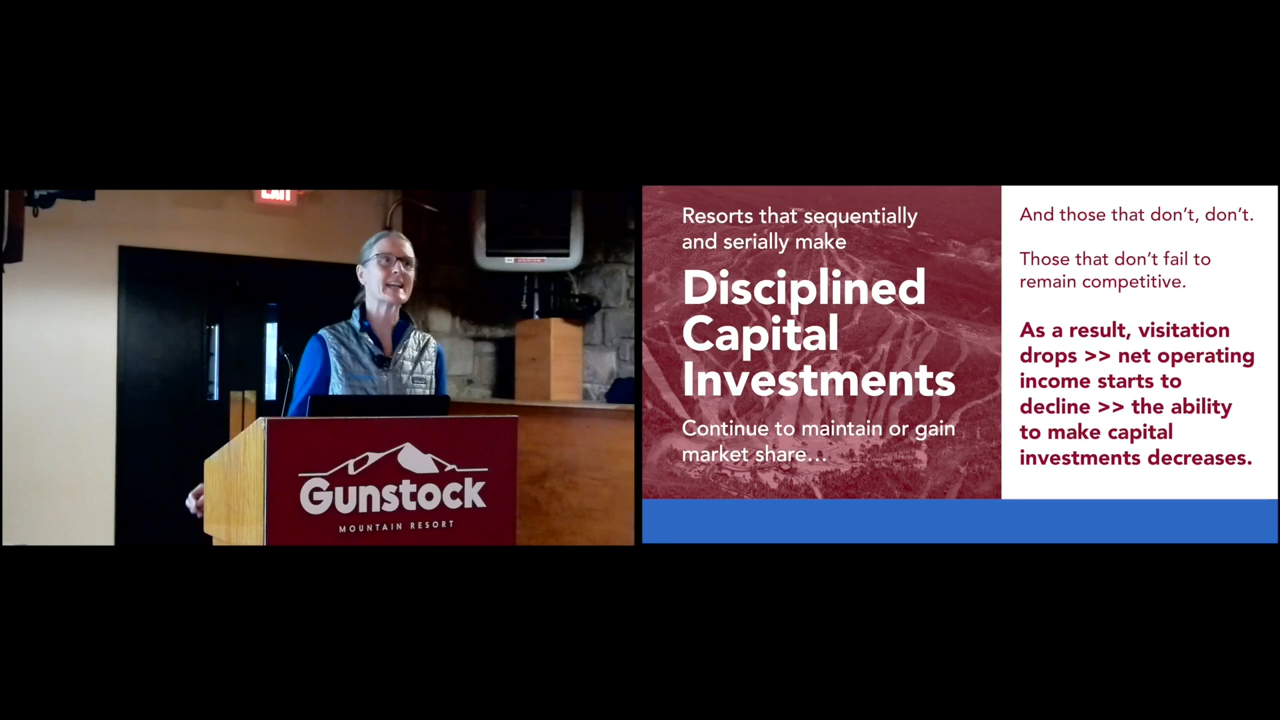 EXIT
Gunstock
MOUNTAIN RESORT
Resorts that sequentially
and serially make
Disciplined
Capital
Investments
Continue to maintain or gain
market share…
And those that don’t, don’t.
Those that don’t fail to
remain competitive.
As a result, visitation
drops >> net operating
income starts to
decline >> the ability
to make capital
investments decreases.